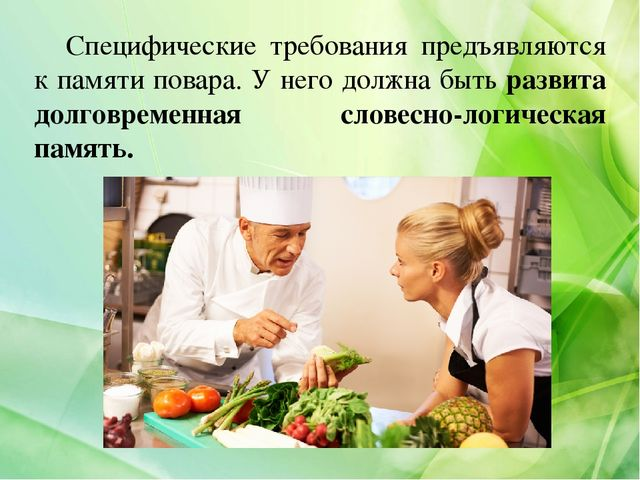 Специфические требования предъявляются
к памяти повара. У него должна быть развита
долговременная словесно-логическая
память.